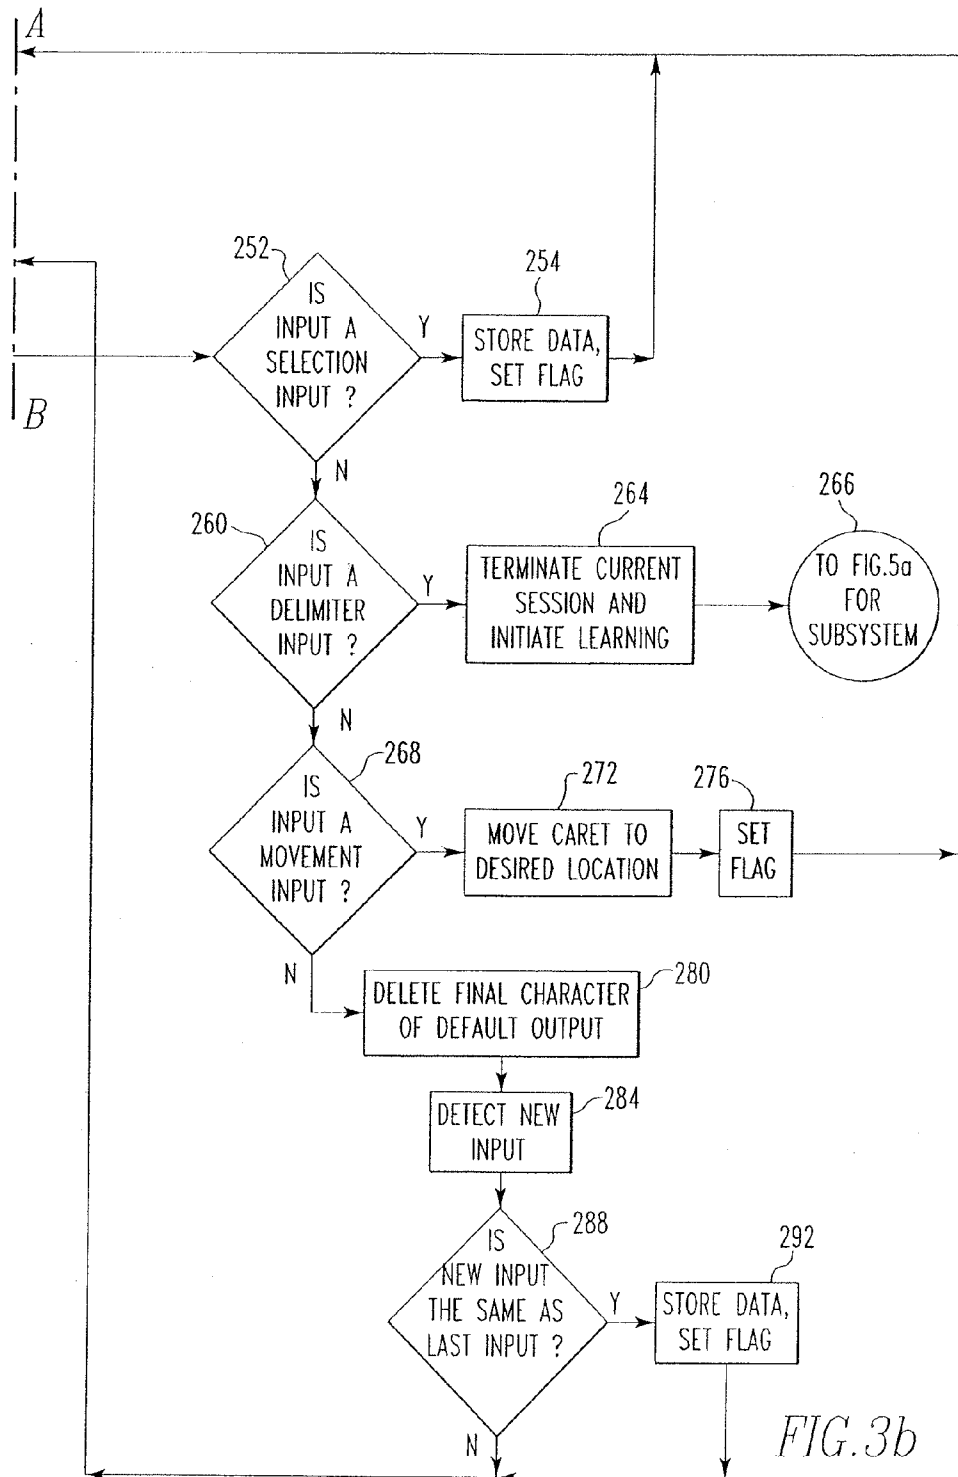 A
252
IS
INPUT A
SELECTION
INPUT ?
Y
254
STORE DATA,
SET FLAG
B
N
260
IS
INPUT A
DELIMITER
INPUT ?
Y
264
TERMINATE CURRENT
SESSION AND
INITIATE LEARNING
266
TO FIG.5a
FOR
SUBSYSTEM
N
268
IS
INPUT A
MOVEMENT
INPUT ?
Y
272
MOVE CARET TO
DESIRED LOCATION
276
SET
FLAG
N
280
DELETE FINAL CHARACTER
OF DEFAULT OUTPUT
284
DETECT NEW
INPUT
288
IS
NEW INPUT
THE SAME AS
LAST INPUT ?
Y
292
STORE DATA,
SET FLAG
N
FIG.3b